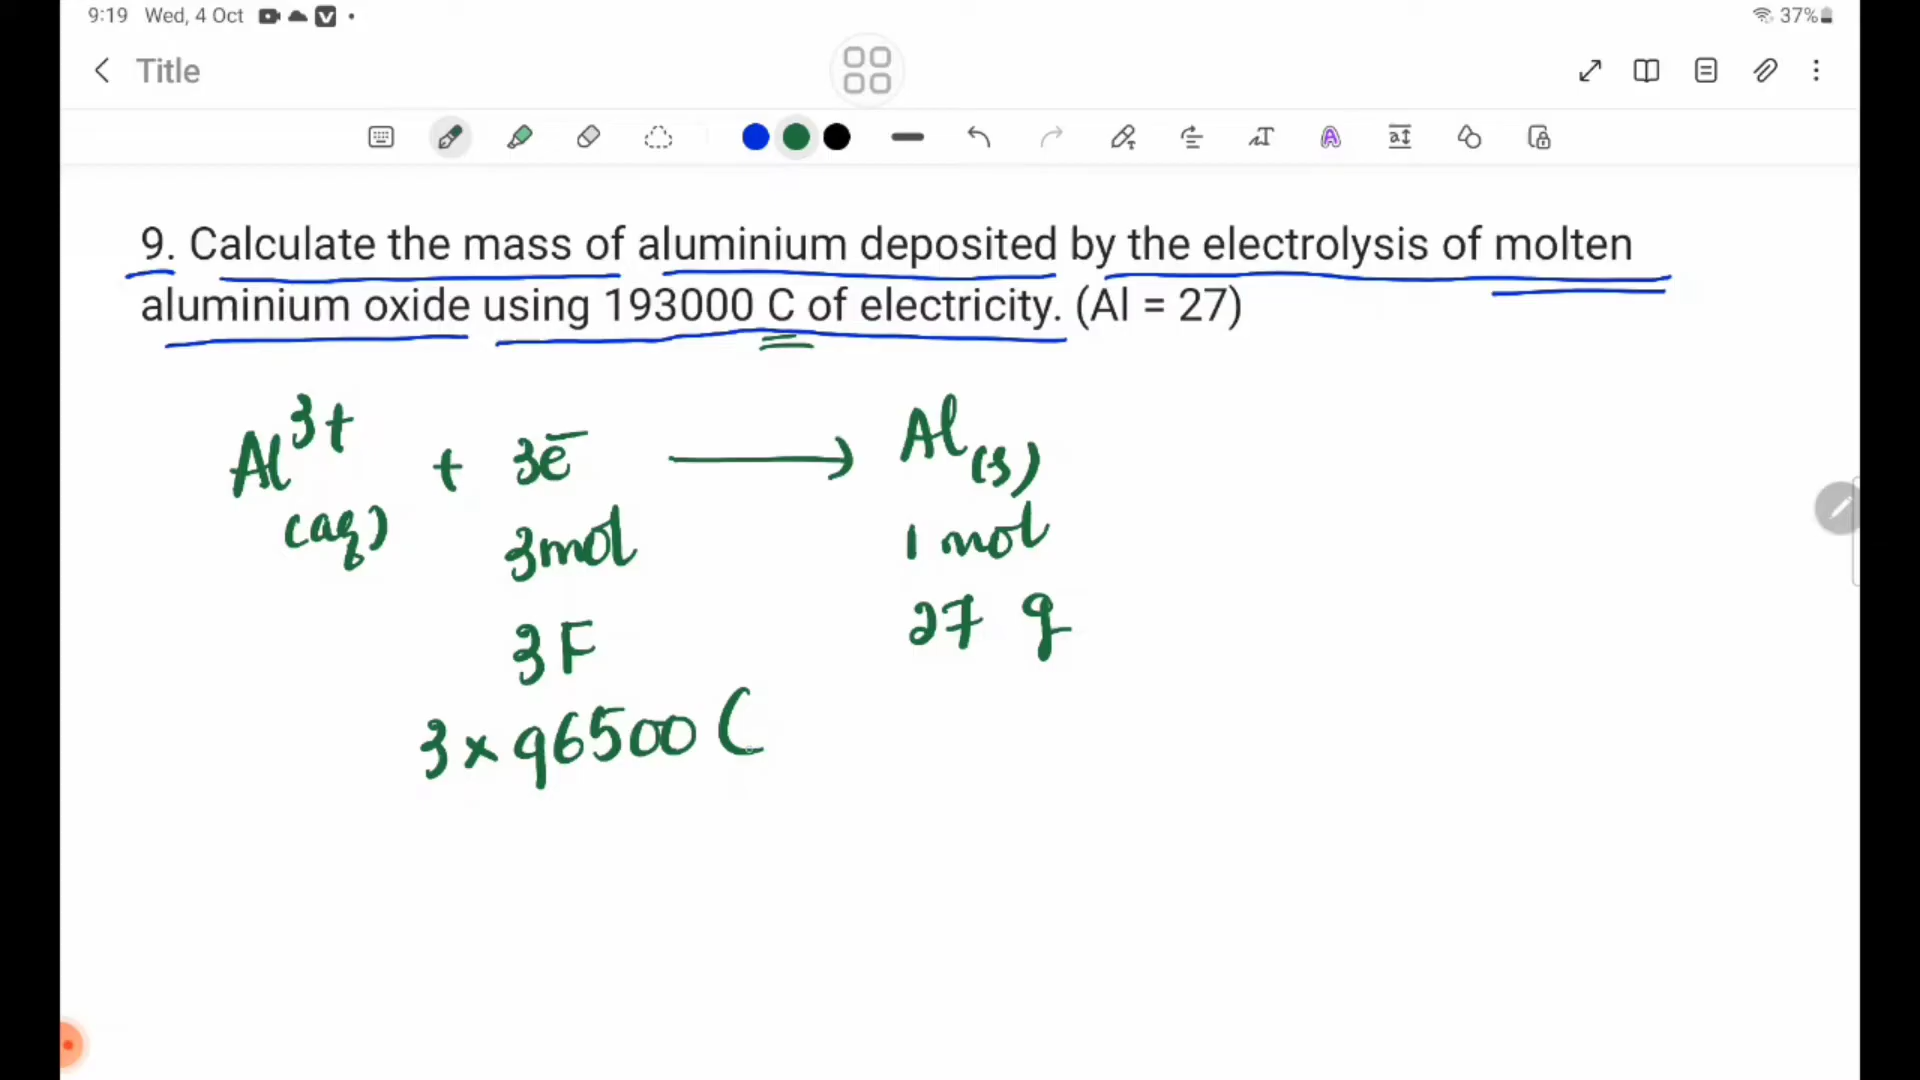 9:19 Wed, 4 Oct
37%
Title
9. Calculate the mass of aluminium deposited by the electrolysis of molten
aluminium oxide using 193000 C of electricity. (Al = 27)
Al³⁺ + 3e⁻ ⟶ Al(s)
(aq)
3mol 1 mol
3F 27 g
3 × 96500 C